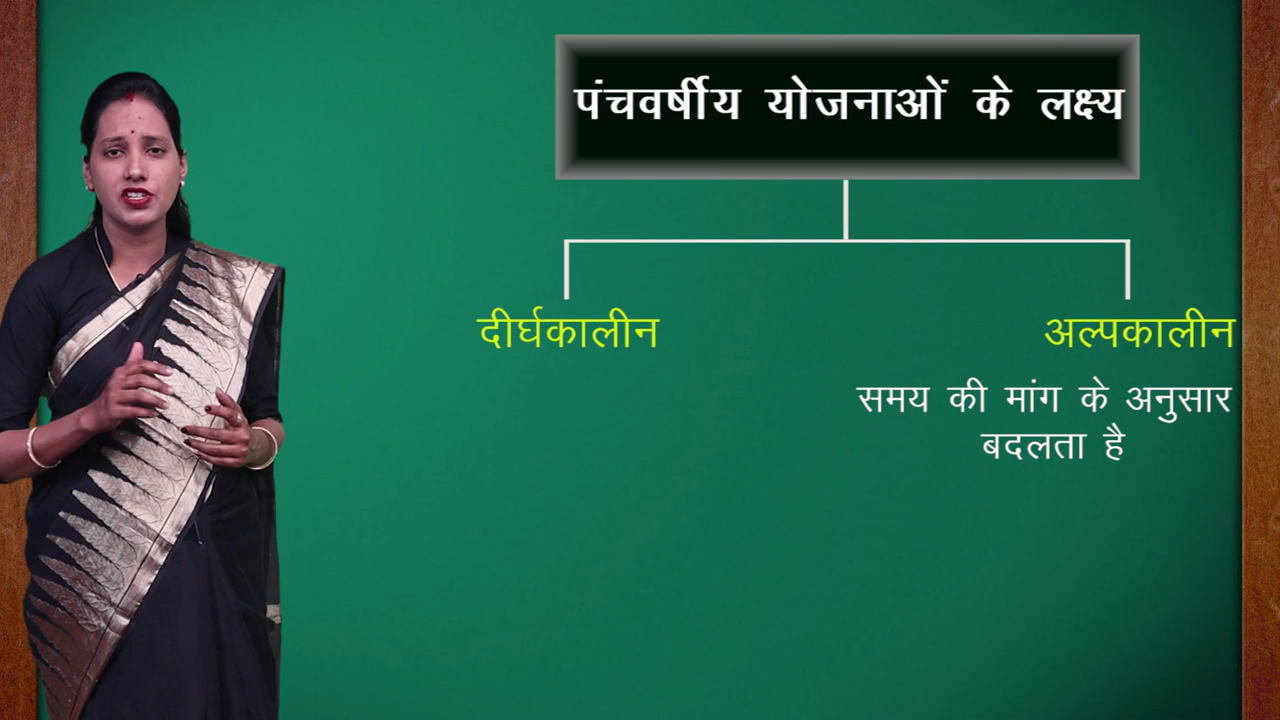 पंचवर्षीय योजनाओं के लक्ष्य
दीर्घकालीन
अल्पकालीन
समय की मांग के अनुसार
बदलता है